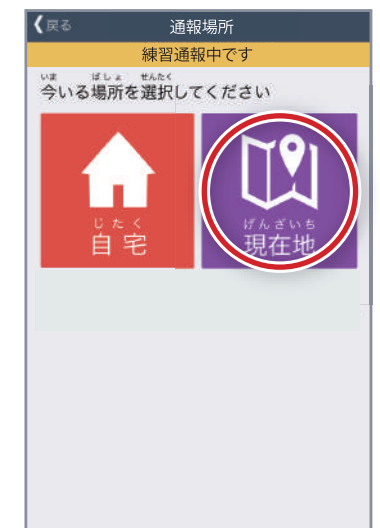 戻る 通報場所
練習通報中です
いま ばしょ せんたく
今いる場所を選択してください
じたく
自宅
げんざいち
現在地